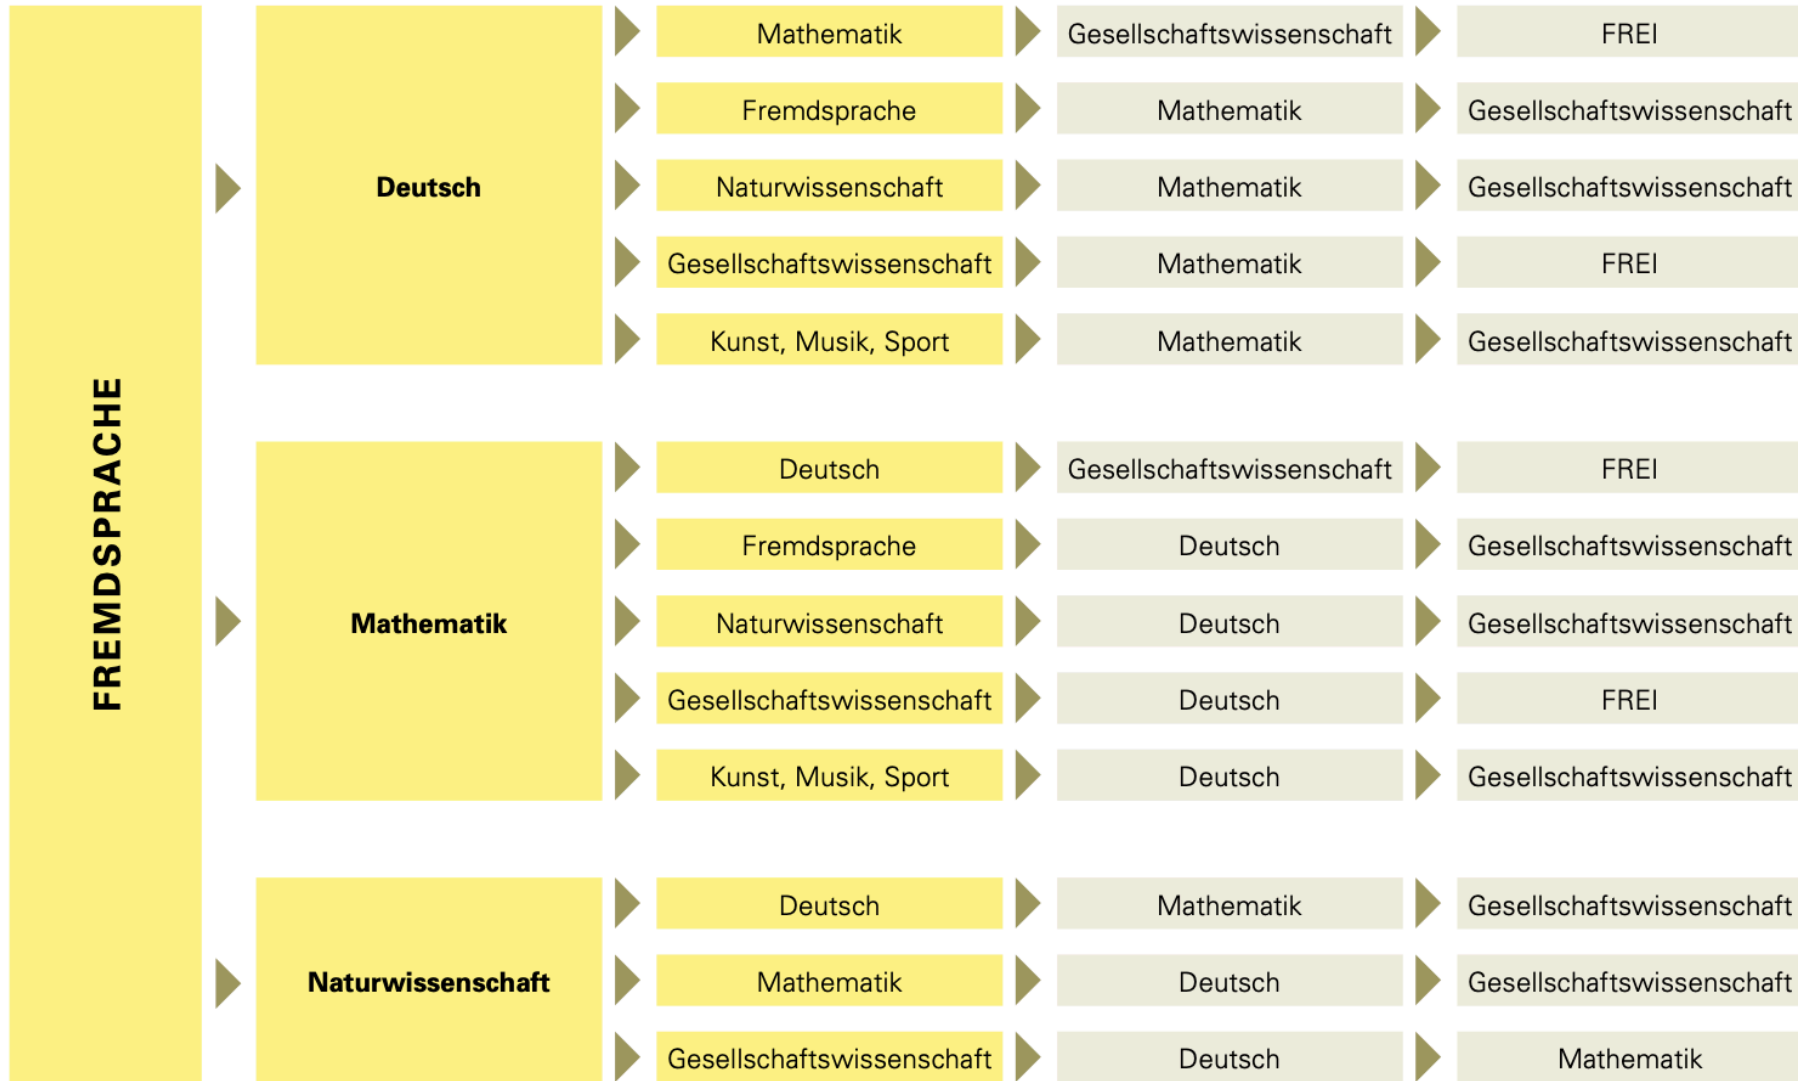 FREMDSPRACHE
Deutsch
Mathematik Gesellschaftswissenschaft FREI
Fremdsprache Mathematik Gesellschaftswissenschaft
Naturwissenschaft Mathematik Gesellschaftswissenschaft
Gesellschaftswissenschaft Mathematik FREI
Kunst, Musik, Sport Mathematik Gesellschaftswissenschaft
Mathematik
Deutsch Gesellschaftswissenschaft FREI
Fremdsprache Deutsch Gesellschaftswissenschaft
Naturwissenschaft Deutsch Gesellschaftswissenschaft
Gesellschaftswissenschaft Deutsch FREI
Kunst, Musik, Sport Deutsch Gesellschaftswissenschaft
Naturwissenschaft
Deutsch Mathematik Gesellschaftswissenschaft
Mathematik Deutsch Gesellschaftswissenschaft
Gesellschaftswissenschaft Deutsch Mathematik